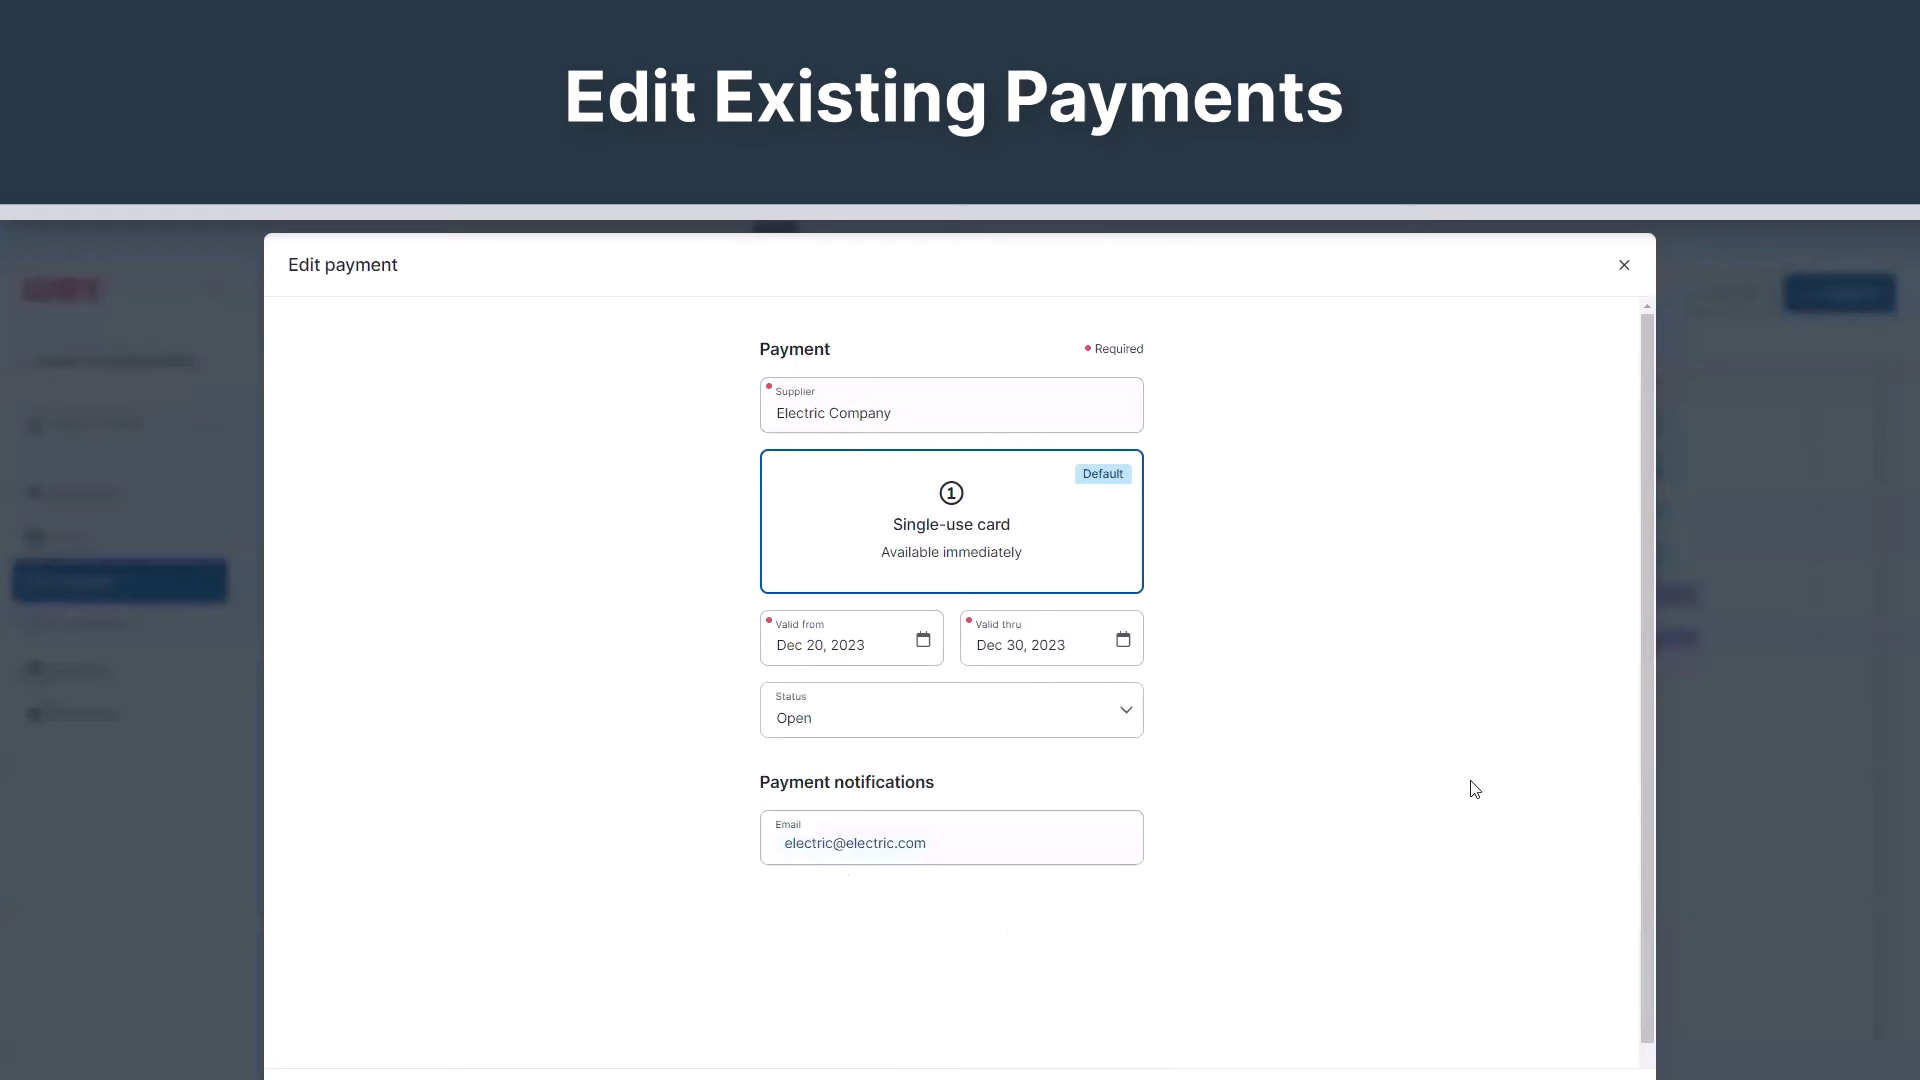 Edit Existing Payments
Edit payment
Payment
Required
Supplier
Electric Company
Default
1
Single-use card
Available immediately
Valid from
Dec 20, 2023
Valid thru
Dec 30, 2023
Status
Open
Payment notifications
Email
electric@electric.com